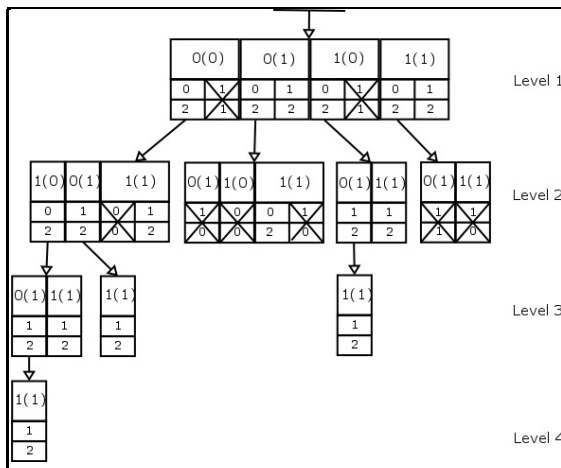 0(0) 0(1) 1(0) 1(1)
0 1 0 1 0 1 0 1
2 1 2 2 2 1 2 2
Level 1
1(0) 0(1) 1(1) 0(1) 1(0) 1(1) 0(1) 1(1) 0(1) 1(1)
0 1 0 1 1 0 0 1 1 1 1 1
2 2 0 2 0 0 2 0 2 2 1 0
Level 2
0(1) 1(1) 1(1) 1(1)
1 1 1 1
2 2 2 2
Level 3
1(1)
1
2
Level 4